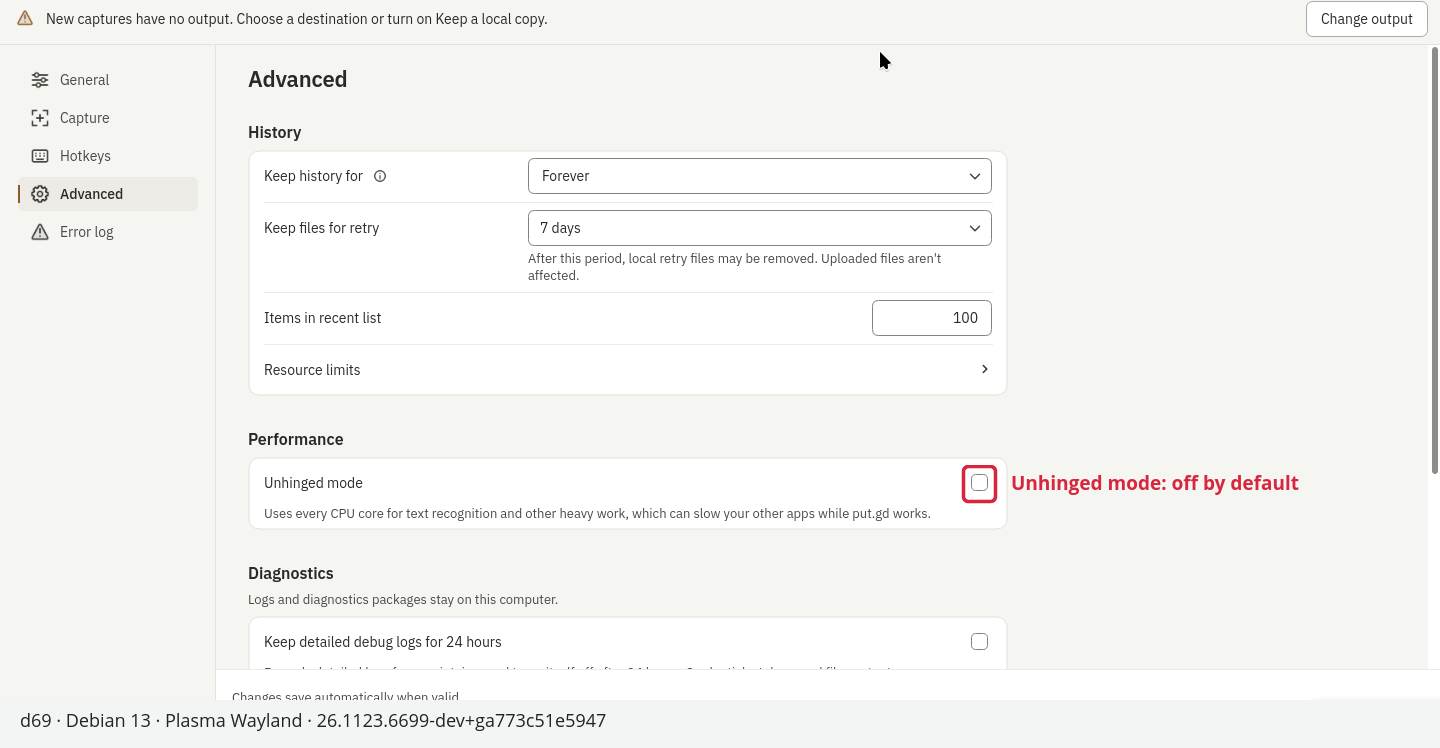 New captures have no output. Choose a destination or turn on Keep a local copy.
Change output
General
Capture
Hotkeys
Advanced
Error log
Advanced
History
Keep history for
Forever
Keep files for retry
7 days
After this period, local retry files may be removed. Uploaded files aren't
affected.
Items in recent list
100
Resource limits
Performance
Unhinged mode
Unhinged mode: off by default
Uses every CPU core for text recognition and other heavy work, which can slow your other apps while put.gd works.
Diagnostics
Logs and diagnostics packages stay on this computer.
Keep detailed debug logs for 24 hours
Changes save automatically when valid.
d69 · Debian 13 · Plasma Wayland · 26.1123.6699-dev+ga773c51e5947